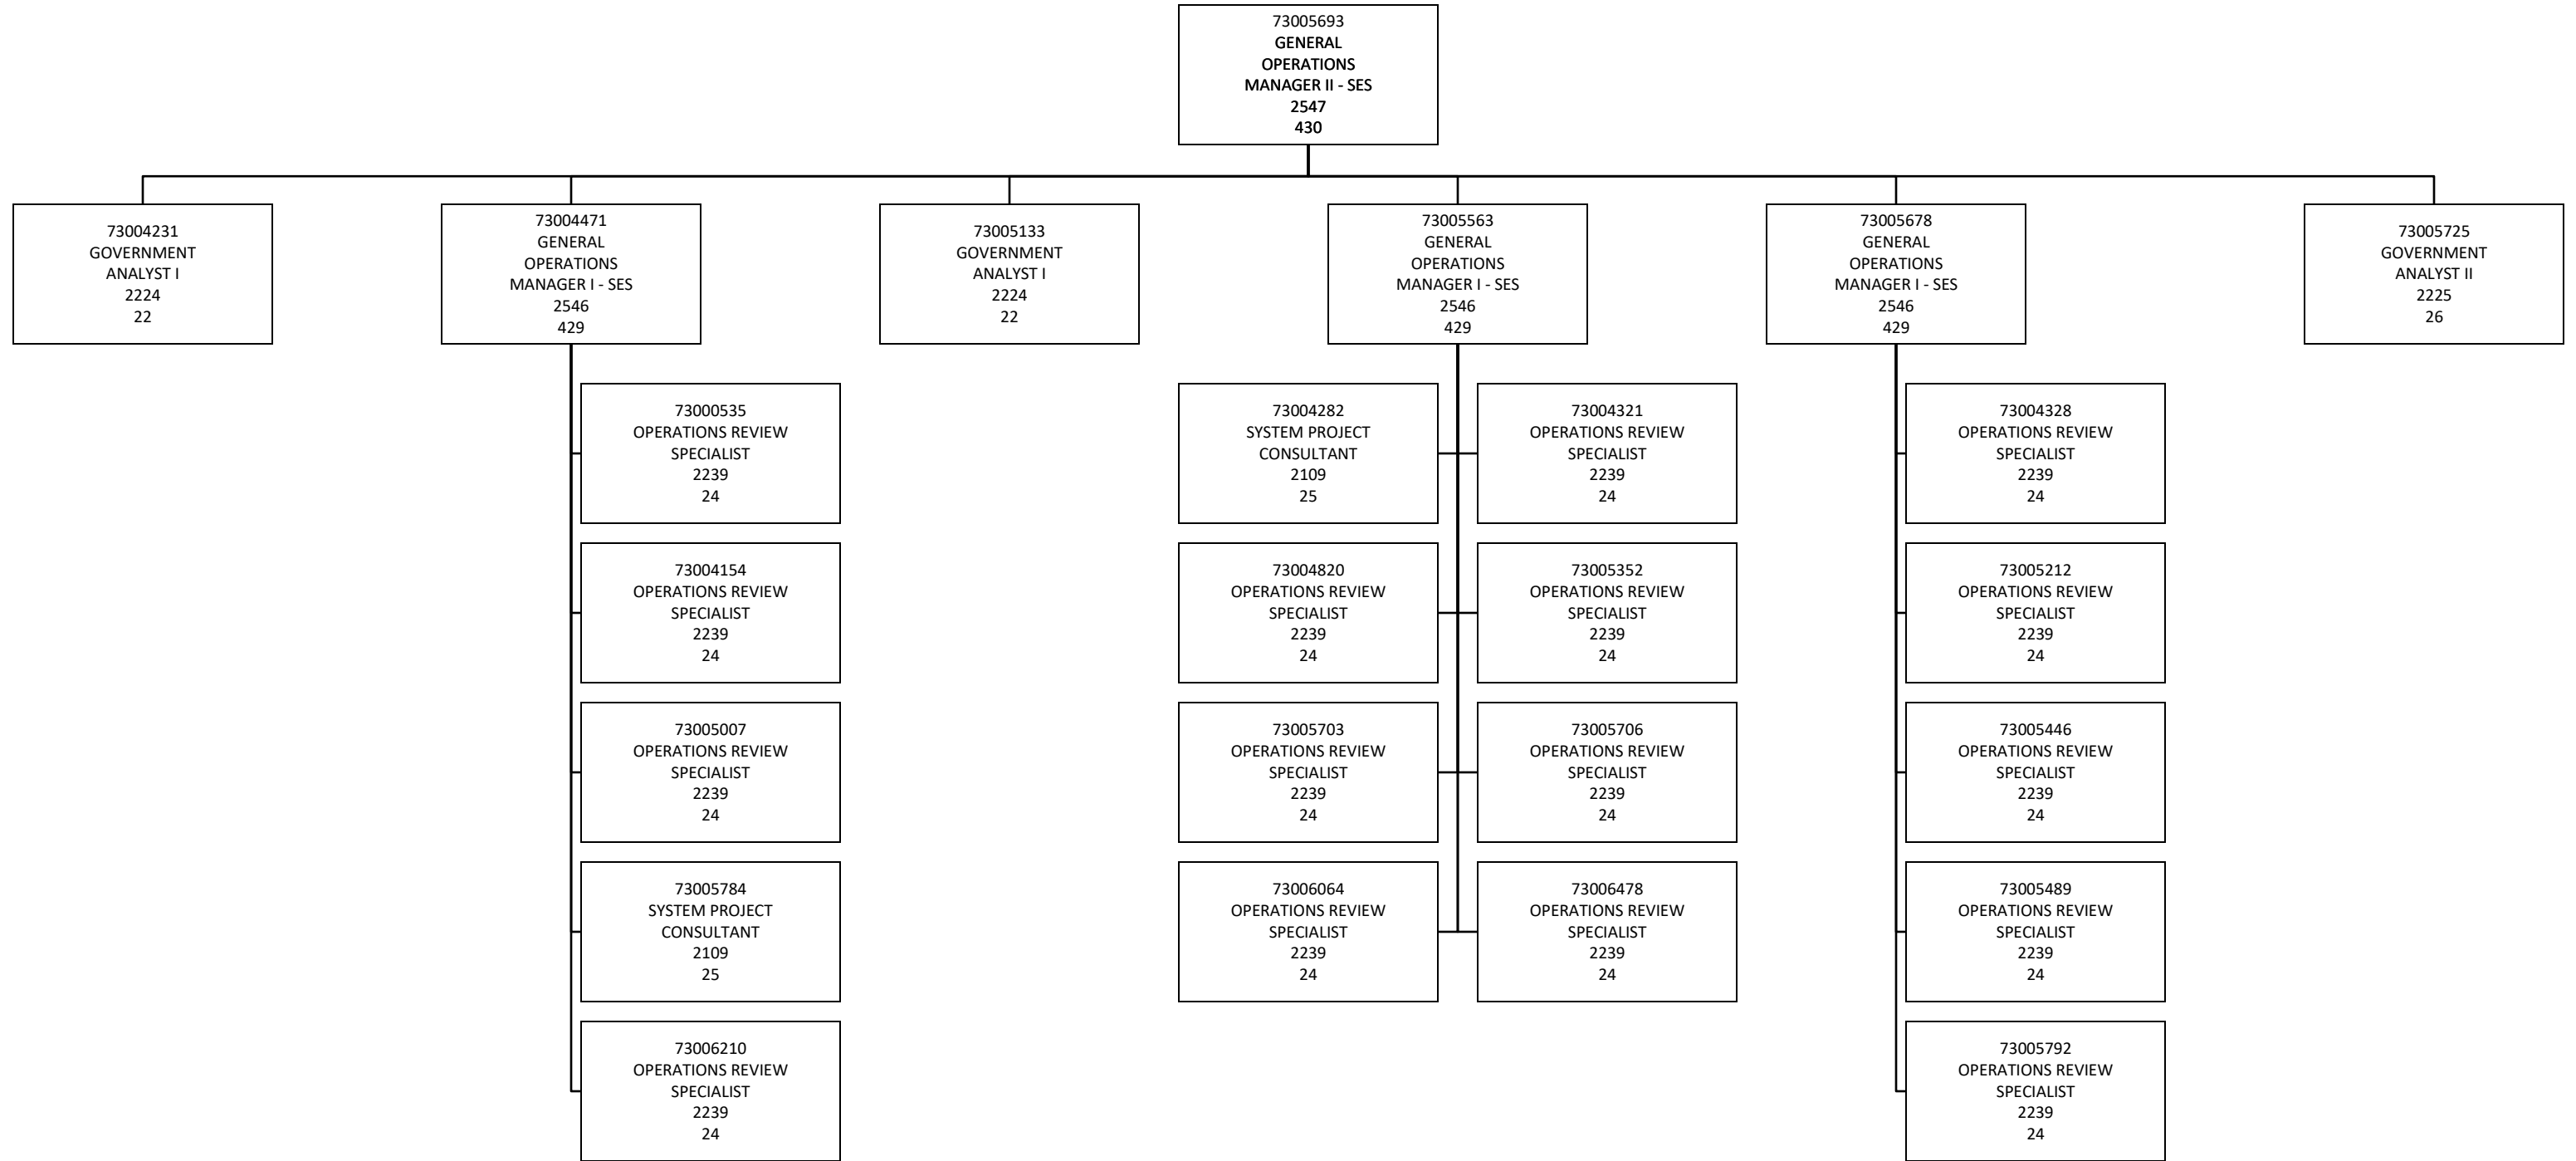 73005693
GENERAL
OPERATIONS
MANAGER II - SES
2547
430
73004231
GOVERNMENT
ANALYST I
2224
22
73004471
GENERAL
OPERATIONS
MANAGER I - SES
2546
429
73005133
GOVERNMENT
ANALYST I
2224
22
73005563
GENERAL
OPERATIONS
MANAGER I - SES
2546
429
73005678
GENERAL
OPERATIONS
MANAGER I - SES
2546
429
73005725
GOVERNMENT
ANALYST II
2225
26
73000535
OPERATIONS REVIEW
SPECIALIST
2239
24
73004282
SYSTEM PROJECT
CONSULTANT
2109
25
73004321
OPERATIONS REVIEW
SPECIALIST
2239
24
73004328
OPERATIONS REVIEW
SPECIALIST
2239
24
73004154
OPERATIONS REVIEW
SPECIALIST
2239
24
73004820
OPERATIONS REVIEW
SPECIALIST
2239
24
73005352
OPERATIONS REVIEW
SPECIALIST
2239
24
73005212
OPERATIONS REVIEW
SPECIALIST
2239
24
73005007
OPERATIONS REVIEW
SPECIALIST
2239
24
73005703
OPERATIONS REVIEW
SPECIALIST
2239
24
73005706
OPERATIONS REVIEW
SPECIALIST
2239
24
73005446
OPERATIONS REVIEW
SPECIALIST
2239
24
73005784
SYSTEM PROJECT
CONSULTANT
2109
25
73006064
OPERATIONS REVIEW
SPECIALIST
2239
24
73006478
OPERATIONS REVIEW
SPECIALIST
2239
24
73005489
OPERATIONS REVIEW
SPECIALIST
2239
24
73006210
OPERATIONS REVIEW
SPECIALIST
2239
24
73005792
OPERATIONS REVIEW
SPECIALIST
2239
24